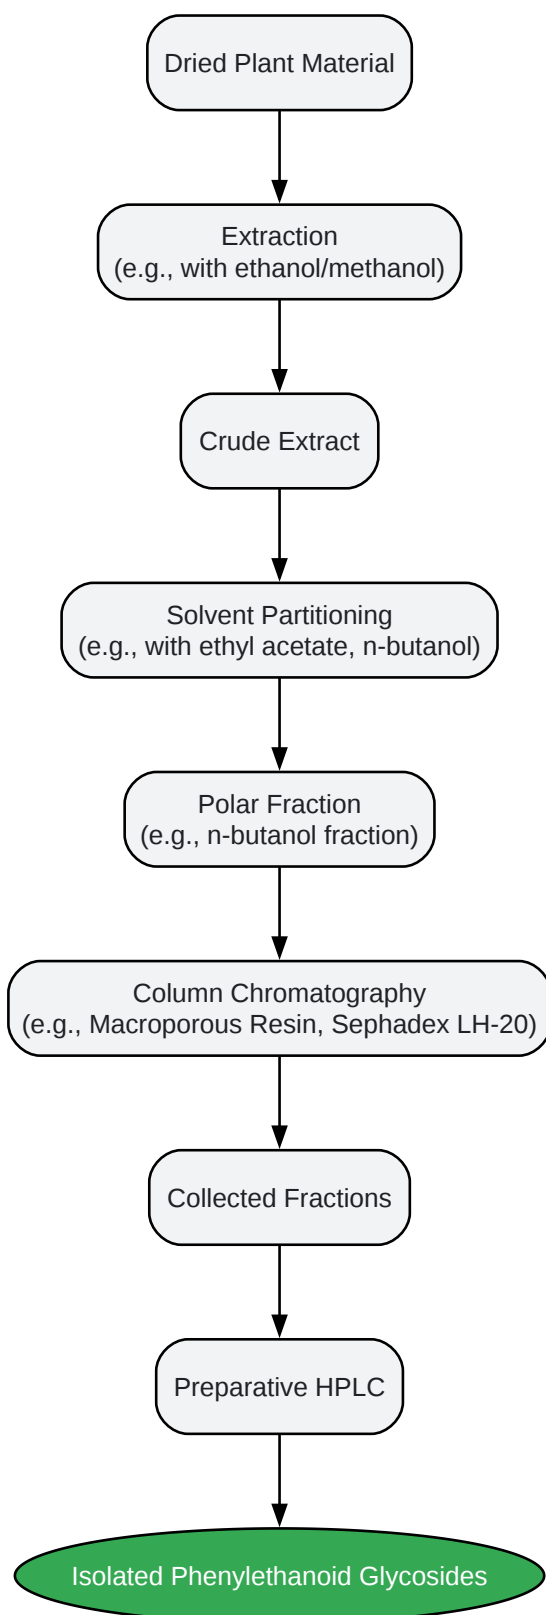 Dried Plant Material
Extraction
(e.g., with ethanol/methanol)
Crude Extract
Solvent Partitioning
(e.g., with ethyl acetate, n-butanol)
Polar Fraction
(e.g., n-butanol fraction)
Column Chromatography
(e.g., Macroporous Resin, Sephadex LH-20)
Collected Fractions
Preparative HPLC
Isolated Phenylethanoid Glycosides